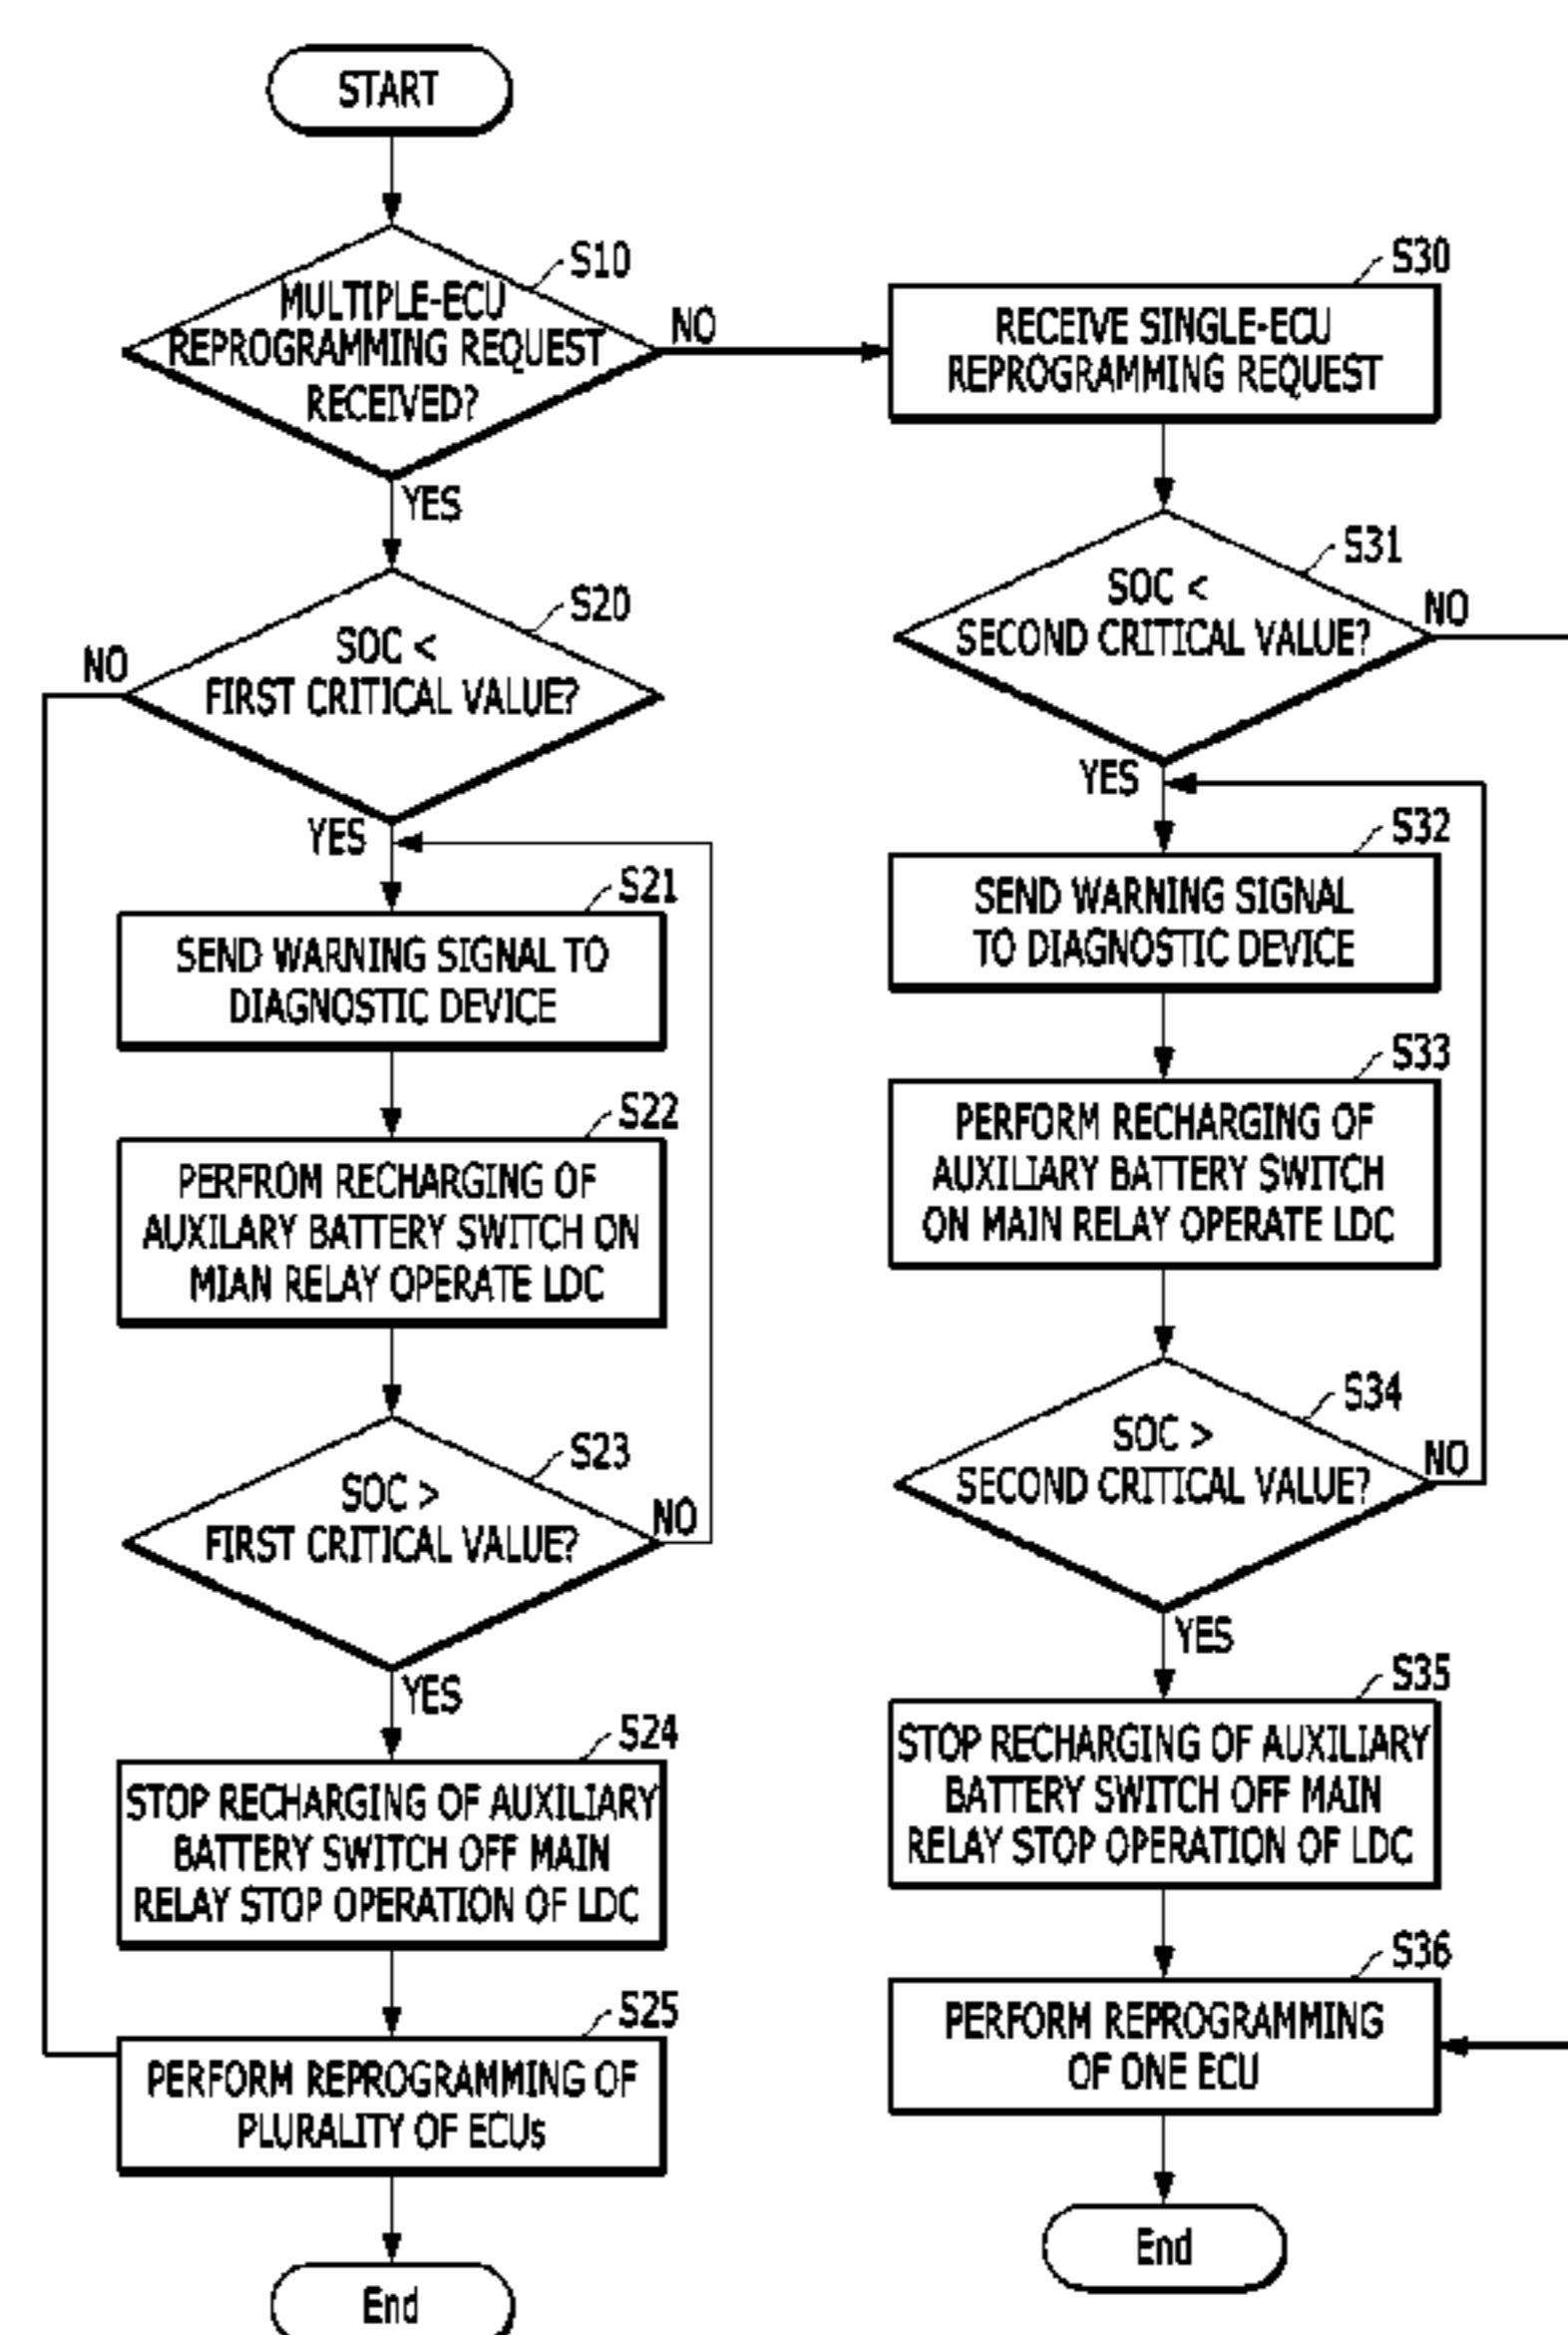 START
S10
MULTIPLE-ECU
REPROGRAMMING REQUEST
RECEIVED?
NO
YES
S20
SOC <
FIRST CRITICAL VALUE?
NO
YES
S21
SEND WARNING SIGNAL TO
DIAGNOSTIC DEVICE
S22
PERFROM RECHARGING OF
AUXILARY BATTERY SWITCH ON
MIAN RELAY OPERATE LDC
S23
SOC >
FIRST CRITICAL VALUE?
NO
YES
S24
STOP RECHARGING OF AUXILIARY
BATTERY SWITCH OFF MAIN
RELAY STOP OPERATION OF LDC
S25
PERFORM REPROGRAMMING OF
PLURALITY OF ECUs
End
S30
RECEIVE SINGLE-ECU
REPROGRAMMING REQUEST
S31
SOC <
SECOND CRITICAL VALUE?
NO
YES
S32
SEND WARNING SIGNAL
TO DIAGNOSTIC DEVICE
S33
PERFORM RECHARGING OF
AUXILIARY BATTERY SWITCH
ON MAIN RELAY OPERATE LDC
S34
SOC >
SECOND CRITICAL VALUE?
NO
YES
S35
STOP RECHARGING OF AUXILIARY
BATTERY SWITCH OFF MAIN
RELAY STOP OPERATION OF LDC
S36
PERFORM REPROGRAMMING
OF ONE ECU
End